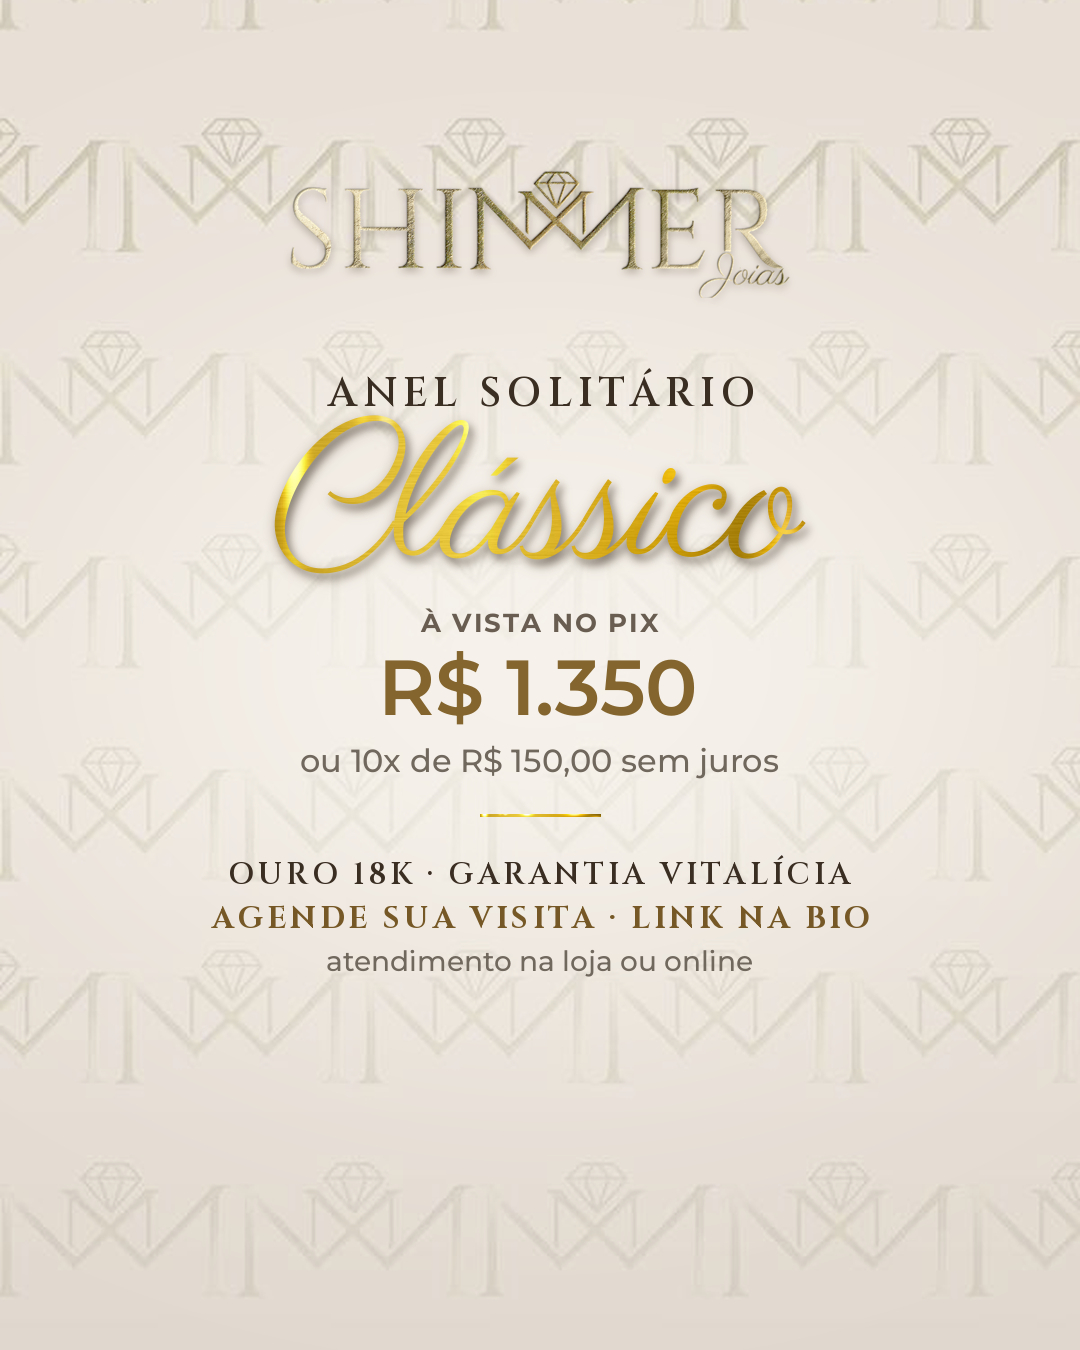 SHIMMER
Joias
ANEL SOLITÁRIO
Clássico
À VISTA NO PIX
R$ 1.350
ou 10x de R$ 150,00 sem juros
OURO 18K · GARANTIA VITALÍCIA
AGENDE SUA VISITA · LINK NA BIO
atendimento na loja ou online